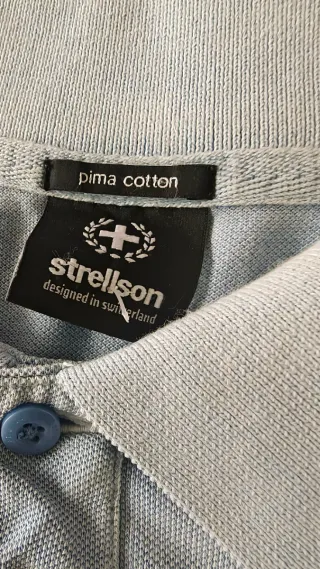 pima cotton
strellson
designed in switzerland